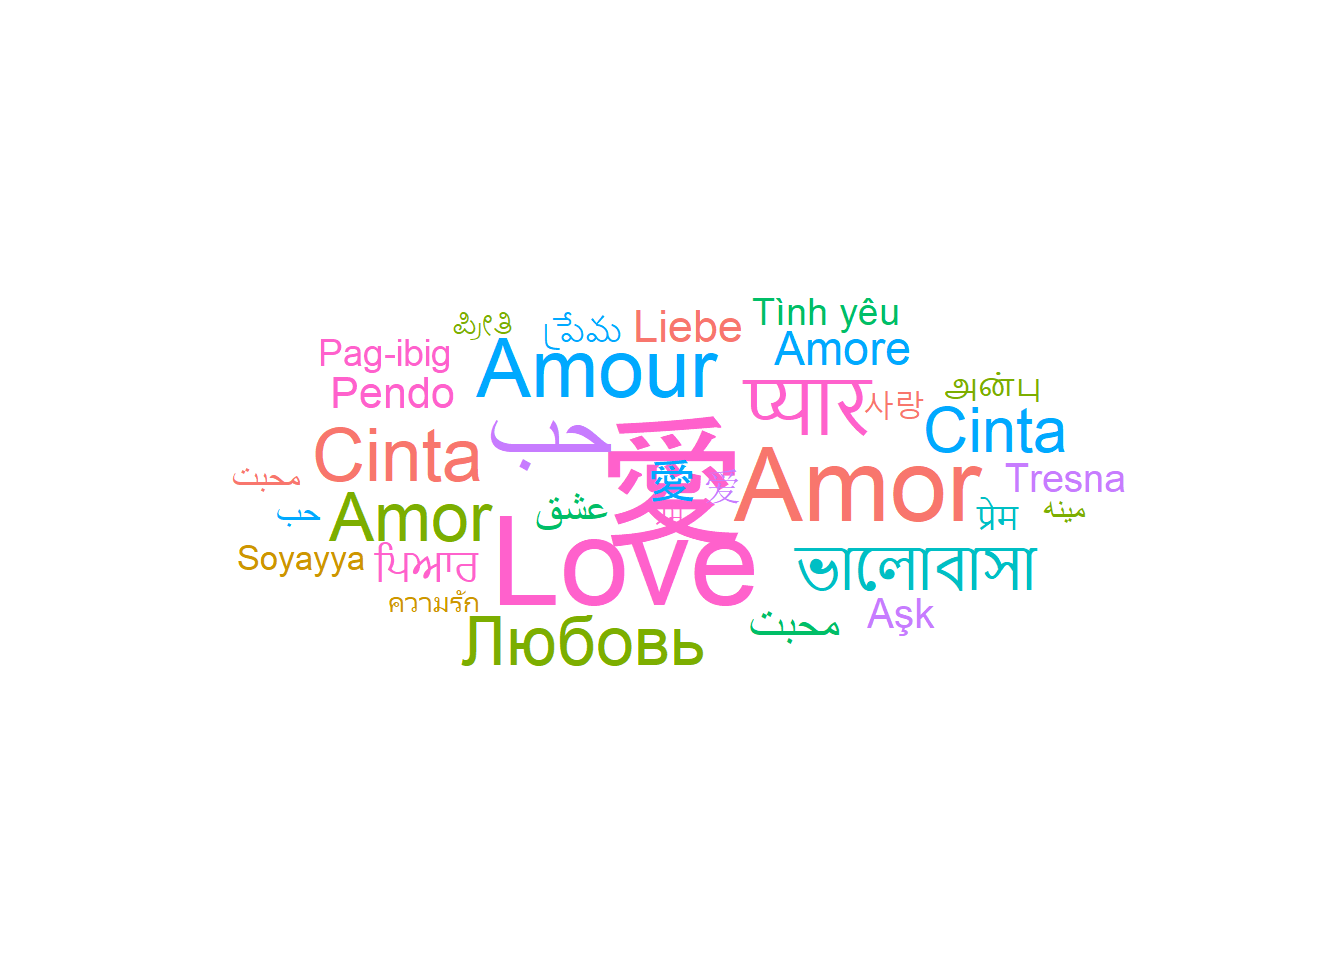 Tình yêu
ಪ್ರೀತಿ
ప్రేమ
Liebe
Amore
Pag-ibig
Amour
Pendo
प्यार
사랑
அன்பு
Cinta
حب
愛
Cinta
محبت
愛
爱
Amor
Tresna
حب
Amor
عشق
प्रेम
مينه
Soyayya
ਪਿਆਰ
Love
ভালোবাসা
ความรัก
Любовь
محبت
Aşk